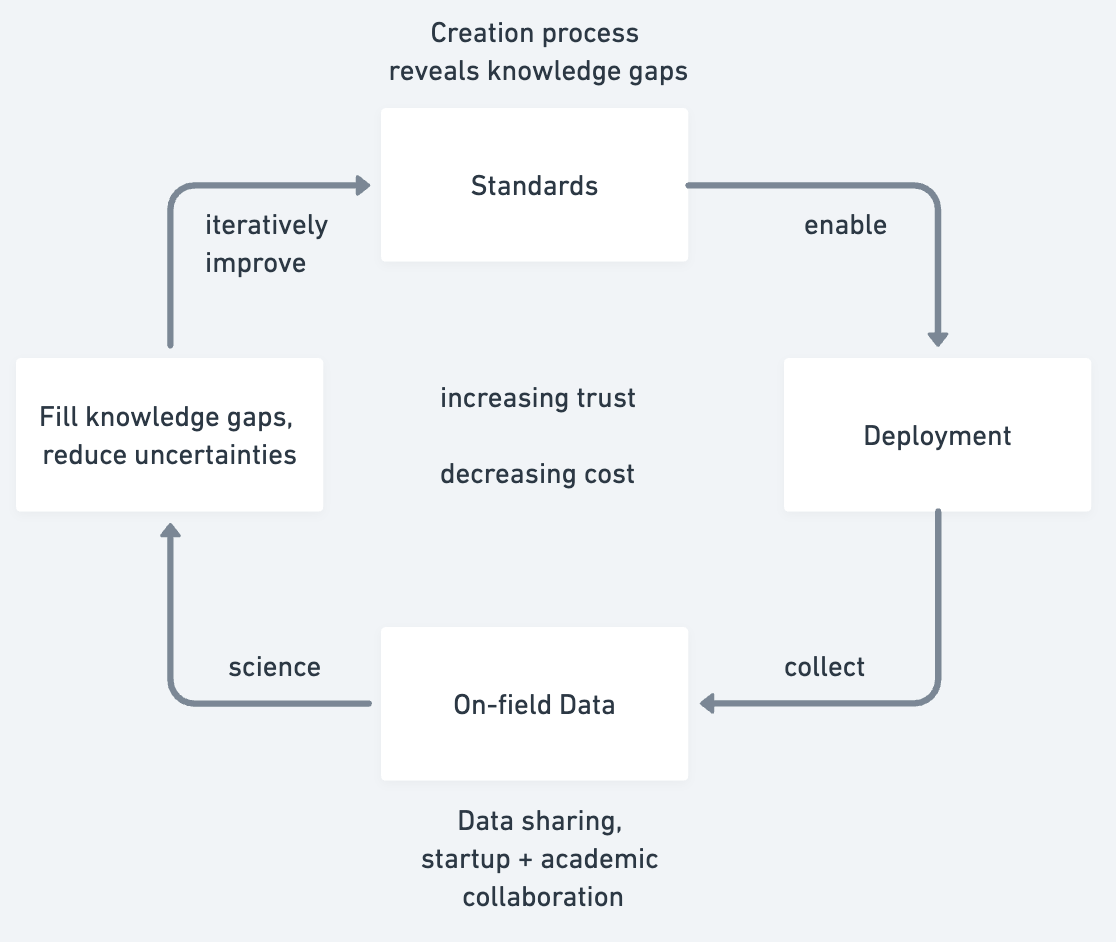 Creation process
reveals knowledge gaps
Standards
iteratively
improve
enable
Fill knowledge gaps,
reduce uncertainties
increasing trust
decreasing cost
Deployment
science
collect
On-field Data
Data sharing,
startup + academic
collaboration